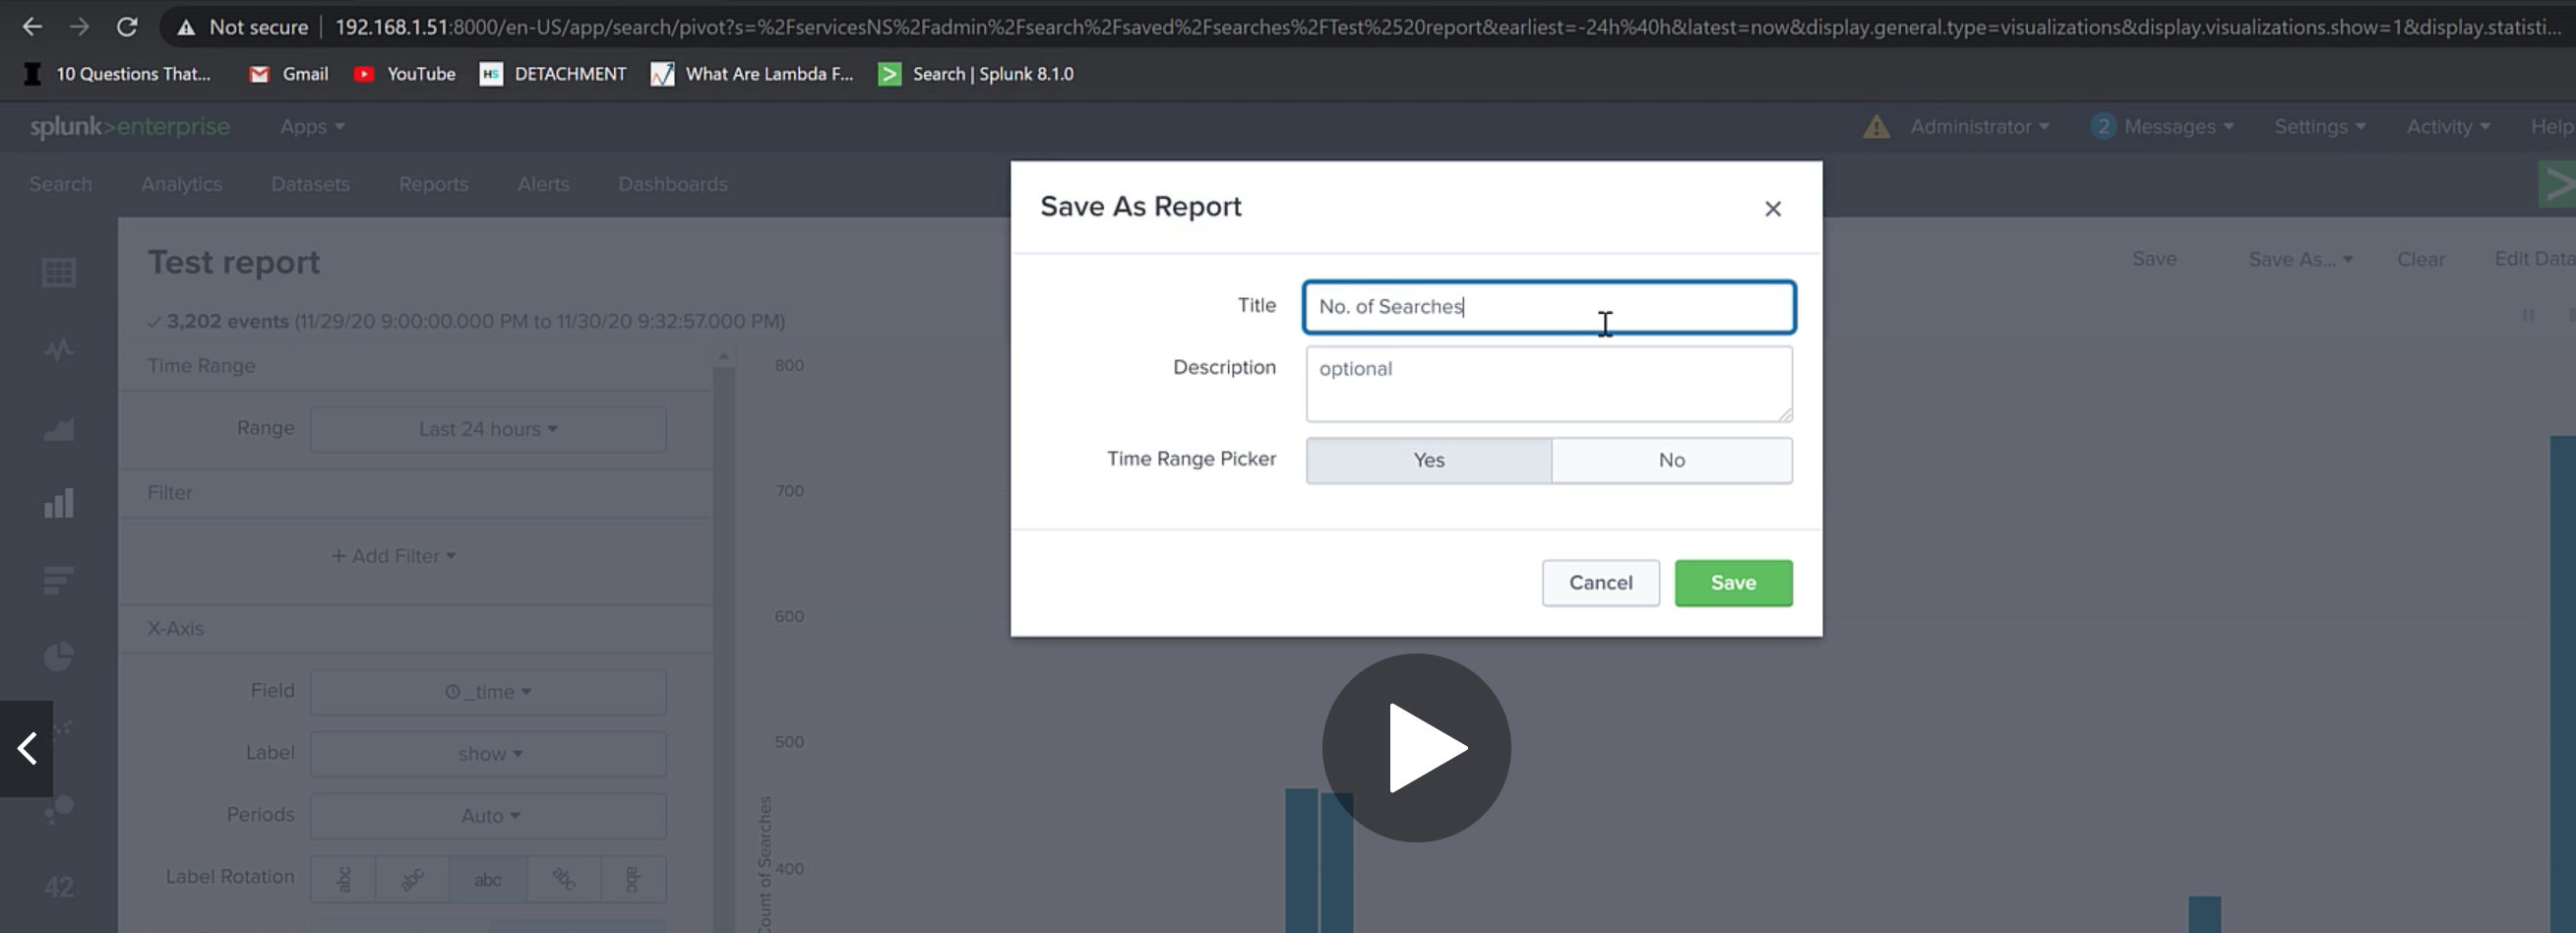 Not secure | 192.168.1.51:8000/en-US/app/search/pivot?s=%2FservicesNS%2Fadmin%2Fsearch%2Fsaved%2Fsearches%2FTest%2520report&earliest=-24h%40h&latest=now&display.general.type=visualizations&display.visualizations.show=1&display.statisti...
10 Questions That... Gmail YouTube HS DETACHMENT What Are Lambda F... Search | Splunk 8.1.0
splunk>enterprise Apps Administrator 2 Messages Settings Activity Help
Search Analytics Datasets Reports Alerts Dashboards
Save As Report
Title No. of Searches
Description optional
Time Range Picker Yes No
Cancel Save
Test report
Save Save As... Clear Edit Data
3,202 events (11/29/20 9:00:00.000 PM to 11/30/20 9:32:57.000 PM)
Time Range
Range Last 24 hours
Filter
+ Add Filter
X-Axis
Field _time
Label show
Periods Auto
Label Rotation abc abc abc abc abc
42
800
700
600
500
400
Count of Searches